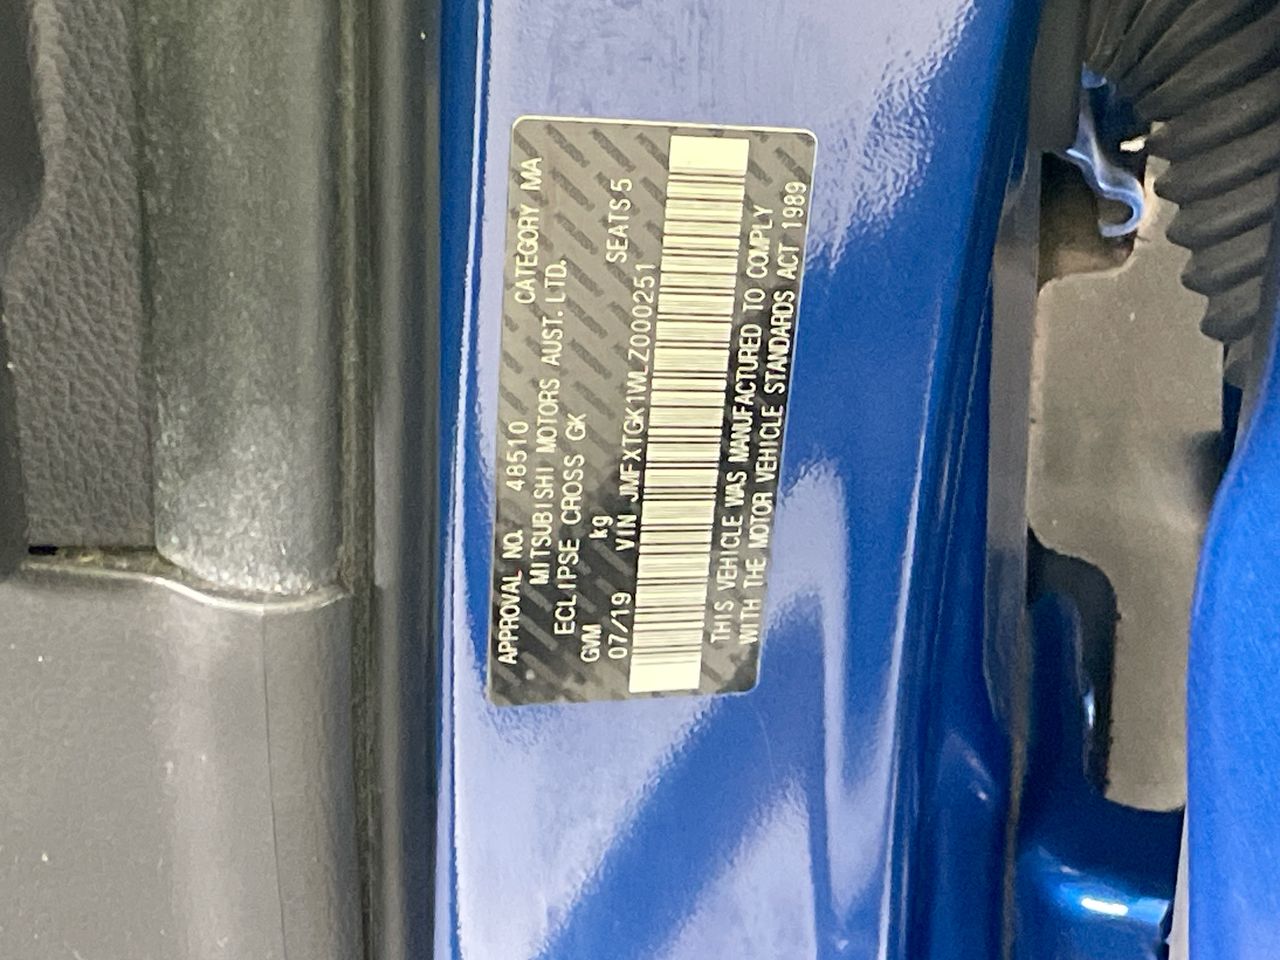 APPROVAL NO. 48510 CATEGORY MA
MITSUBISHI MOTORS AUST. LTD.
ECLIPSE CROSS GK
GVM kg SEATS 5
07/19 VIN JMFXTGK1WLZ000251
THIS VEHICLE WAS MANUFACTURED TO COMPLY
WITH THE MOTOR VEHICLE STANDARDS ACT 1989